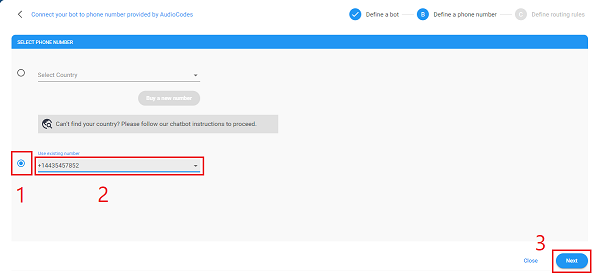 Connect your bot to phone number provided by AudioCodes
Define a bot
B
Define a phone number
C
Define routing rules
SELECT PHONE NUMBER
Select Country
Buy a new number
Can't find your country? Please follow our chatbot instructions to proceed.
Use existing number
+14435457852
1
2
3
Close
Next